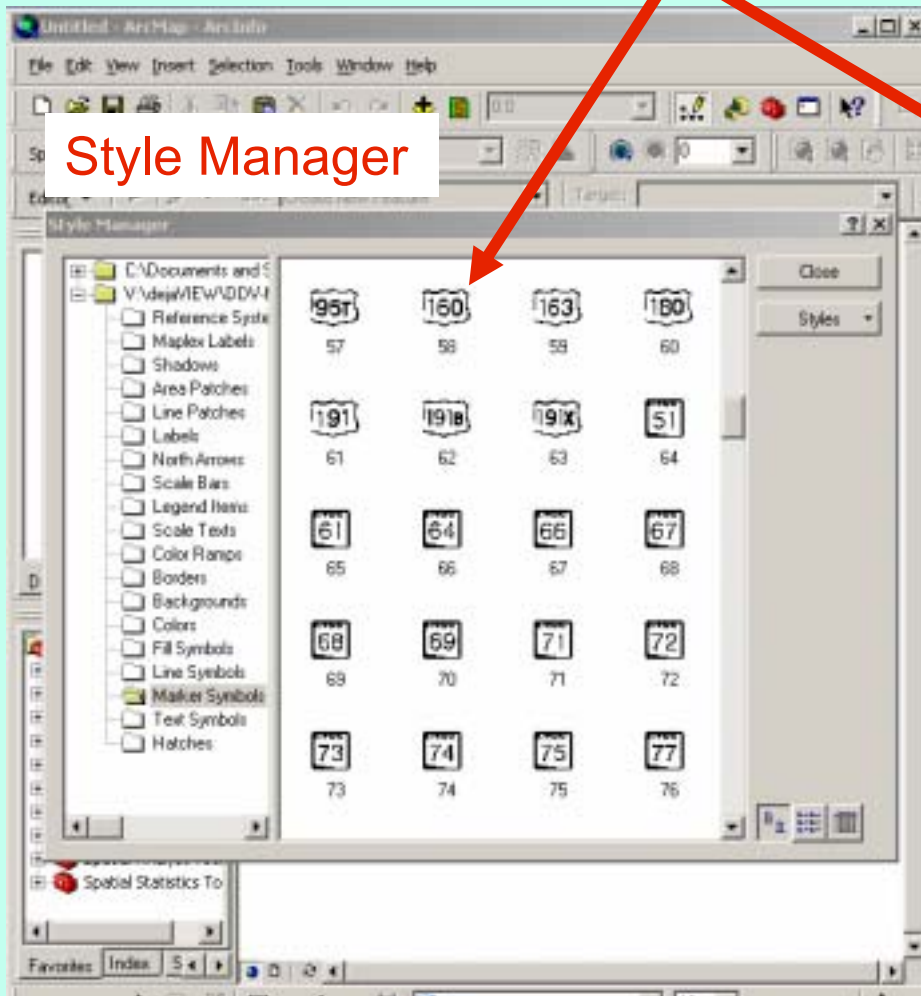 Untitled - ArcMap - ArcInfo
File Edit View Insert Selection Tools Window Help
Style Manager
Target:
Style Manager
C:\Documents and S
V:\dejaVIEW\DDV-
Reference Syste
Maplex Labels
Shadows
Area Patches
Line Patches
Labels
North Arrows
Scale Bars
Legend Items
Scale Texts
Color Ramps
Borders
Backgrounds
Colors
Fill Symbols
Line Symbols
Marker Symbols
Text Symbols
Hatches
95T 160 163 180
57 58 59 60
191 191B 191X 51
61 62 63 64
61 64 66 67
65 66 67 68
68 69 71 72
69 70 71 72
73 74 75 77
73 74 75 76
Close
Styles
Spatial Statistics To
Favorites Index S